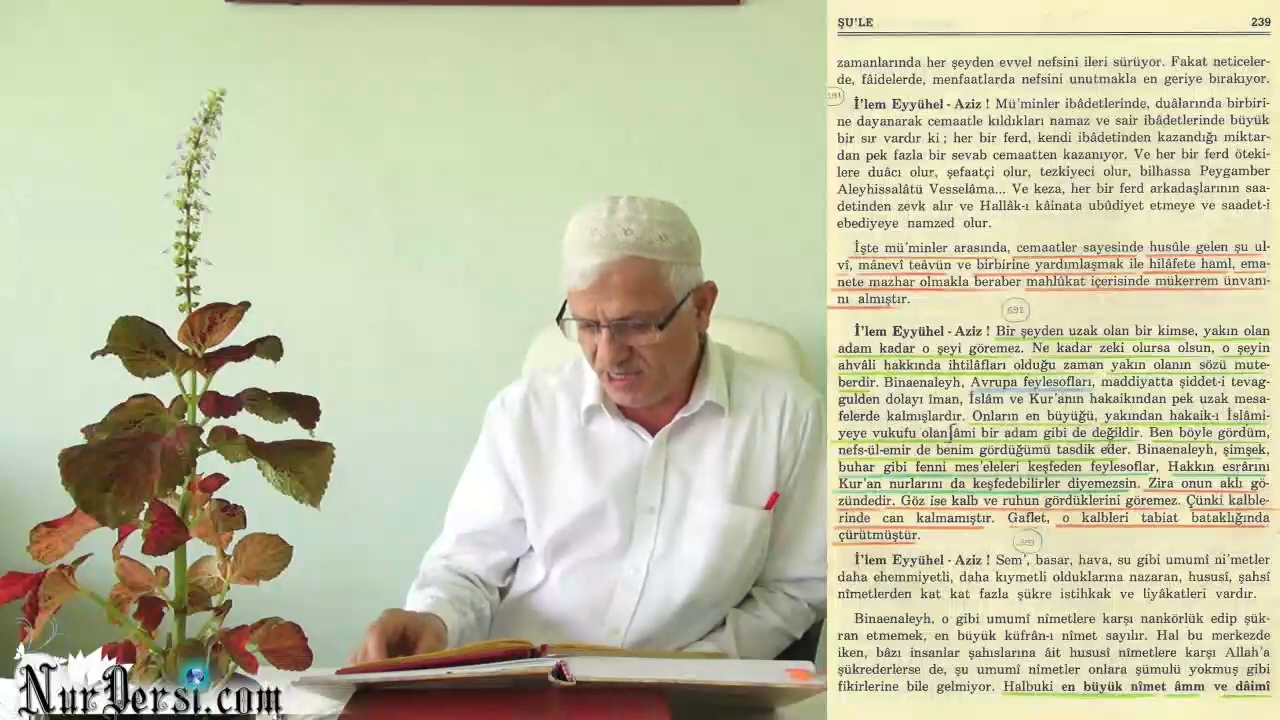 ŞU'LE 239
zamanlarında her şeyden evvel nefsini ileri sürüyor. Fakat neticeler-
de, fâidelerde, menfaatlarda nefsini unutmakla en geriye bırakıyor.
591
İ'lem Eyyühel - Aziz ! Mü'minler ibâdetlerinde, duâlarında birbiri-
ne dayanarak cemaatle kıldıkları namaz ve sair ibâdetlerinde büyük
bir sır vardır ki ; her bir ferd, kendi ibâdetinden kazandığı miktar-
dan pek fazla bir sevab cemaatten kazanıyor. Ve her bir ferd öteki-
lere duâcı olur, şefaatçi olur, tezkiyeci olur, bilhassa Peygamber
Aleyhissalâtü Vesselâma... Ve keza, her bir ferd arkadaşlarının saa-
detinden zevk alır ve Hallâk-ı kâinata ubûdiyet etmeye ve saadet-i
ebediyeye namzed olur.
İşte mü'minler arasında, cemaatler sayesinde husûle gelen şu ul-
vî, mânevî teavün ve birbirine yardımlaşmak ile hilâfete haml, ema-
nete mazhar olmakla beraber mahlûkat içerisinde mükerrem ünvanı-
nı almıştır.
592
İ'lem Eyyühel - Aziz ! Bir şeyden uzak olan bir kimse, yakın olan
adam kadar o şeyi göremez. Ne kadar zeki olursa olsun, o şeyin
ahvâli hakkında ihtilâfları olduğu zaman yakın olanın sözü mute-
berdir. Binaenaleyh, Avrupa feylesofları, maddiyatta şiddet-i tevag-
gulden dolayı îman, İslâm ve Kur'anın hakaikından pek uzak mesa-
felerde kalmışlardır. Onların en büyüğü, yakından hakaik-ı İslâmi-
yeye vukufu olan âmi bir adam gibi de değildir. Ben böyle gördüm,
nefs-ül-emir de benim gördüğümü tasdik eder. Binaenaleyh, şimşek,
buhar gibi fennî mes'eleleri keşfeden feylesoflar, Hakkın esrârını
Kur'an nurlarını da keşfedebilirler diyemezsin. Zira onun aklı gö-
zündedir. Göz ise kalb ve ruhun gördüklerini göremez. Çünki kalble-
rinde can kalmamıştır. Gaflet, o kalbleri tabiat bataklığında
çürütmüştür.
İ'lem Eyyühel - Aziz ! Sem', basar, hava, su gibi umumî ni'metler
daha ehemmiyetli, daha kıymetli olduklarına nazaran, hususî, şahsî
nîmetlerden kat kat fazla şükre istihkak ve liyâkatleri vardır.
Binaenaleyh, o gibi umumî nîmetlere karşı nankörlük edip şük-
ran etmemek, en büyük küfrân-ı nîmet sayılır. Hal bu merkezde
iken, bâzı insanlar şahıslarına âit hususî nîmetlere karşı Allah'a
şükrederlerse de, şu umumî nîmetler onlara şümulü yokmuş gibi
fikirlerine bile gelmiyor. Halbuki en büyük nîmet âmm ve dâimî
NurDersi.com